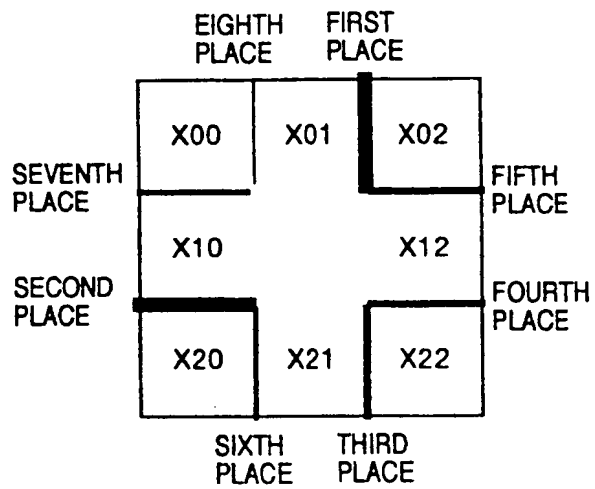 EIGHTH PLACE
FIRST PLACE
X00 X01 X02
SEVENTH PLACE
FIFTH PLACE
X10 X12
SECOND PLACE
FOURTH PLACE
X20 X21 X22
SIXTH PLACE
THIRD PLACE